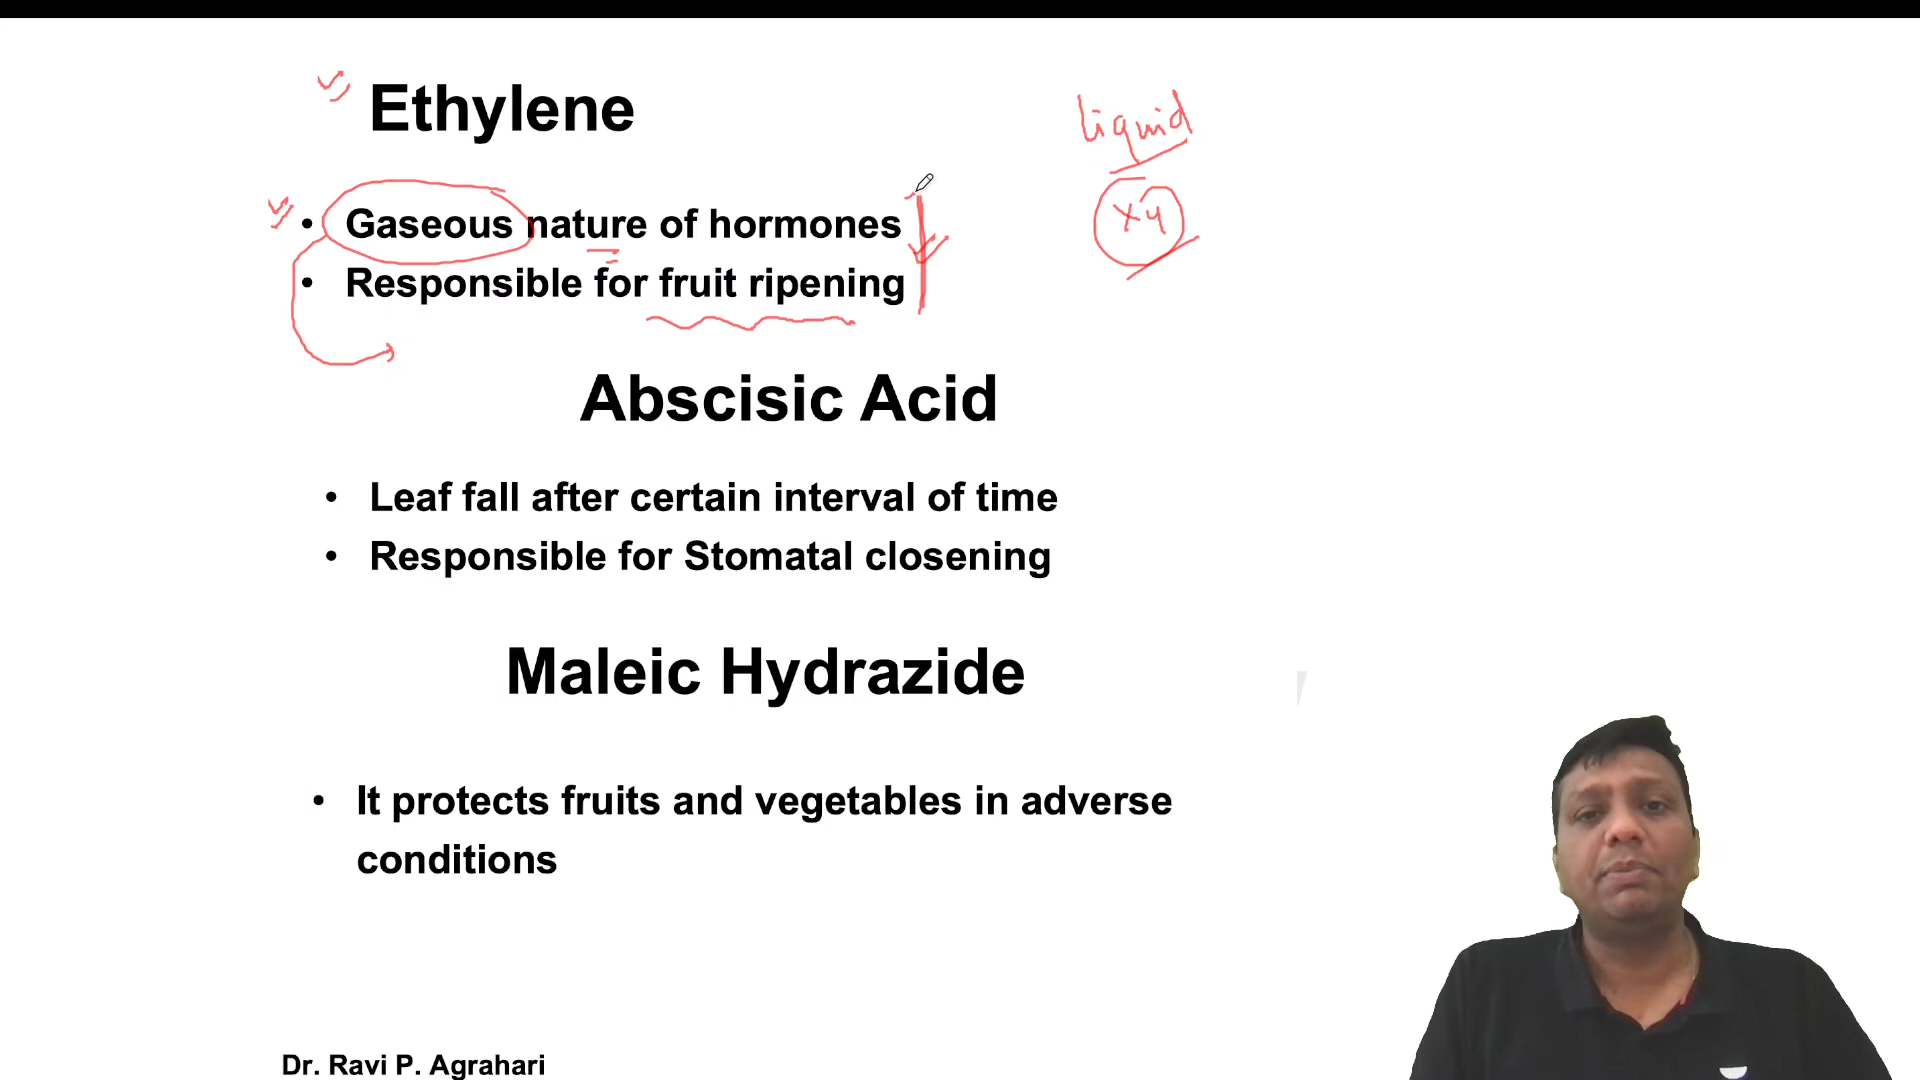 Ethylene
liquid
• Gaseous nature of hormones
X4
• Responsible for fruit ripening
Abscisic Acid
• Leaf fall after certain interval of time
• Responsible for Stomatal closening
Maleic Hydrazide
• It protects fruits and vegetables in adverse
conditions
Dr. Ravi P. Agrahari